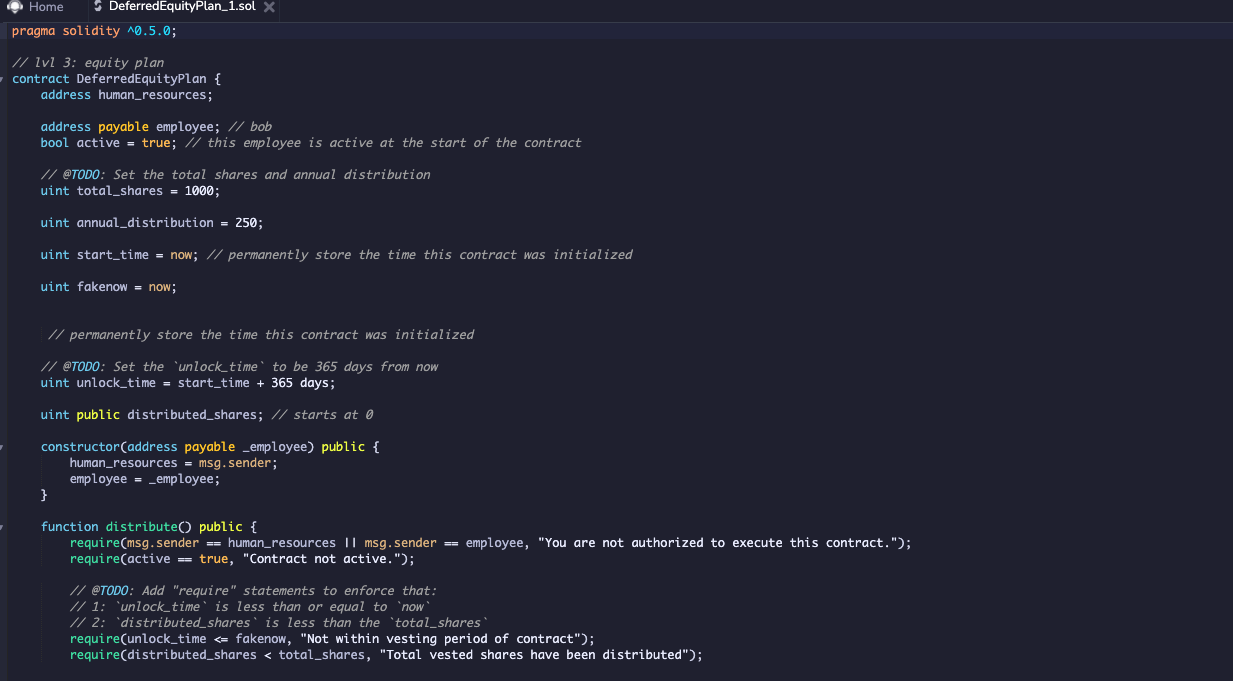 Home DeferredEquityPlan_1.sol
pragma solidity ^0.5.0;
// lvl 3: equity plan
contract DeferredEquityPlan {
address human_resources;
address payable employee; // bob
bool active = true; // this employee is active at the start of the contract
// @TODO: Set the total shares and annual distribution
uint total_shares = 1000;
uint annual_distribution = 250;
uint start_time = now; // permanently store the time this contract was initialized
uint fakenow = now;
// permanently store the time this contract was initialized
// @TODO: Set the `unlock_time` to be 365 days from now
uint unlock_time = start_time + 365 days;
uint public distributed_shares; // starts at 0
constructor(address payable _employee) public {
human_resources = msg.sender;
employee = _employee;
}
function distribute() public {
require(msg.sender == human_resources || msg.sender == employee, "You are not authorized to execute this contract.");
require(active == true, "Contract not active.");
// @TODO: Add "require" statements to enforce that:
// 1: `unlock_time` is less than or equal to `now`
// 2: `distributed_shares` is less than the `total_shares`
require(unlock_time <= fakenow, "Not within vesting period of contract");
require(distributed_shares < total_shares, "Total vested shares have been distributed");